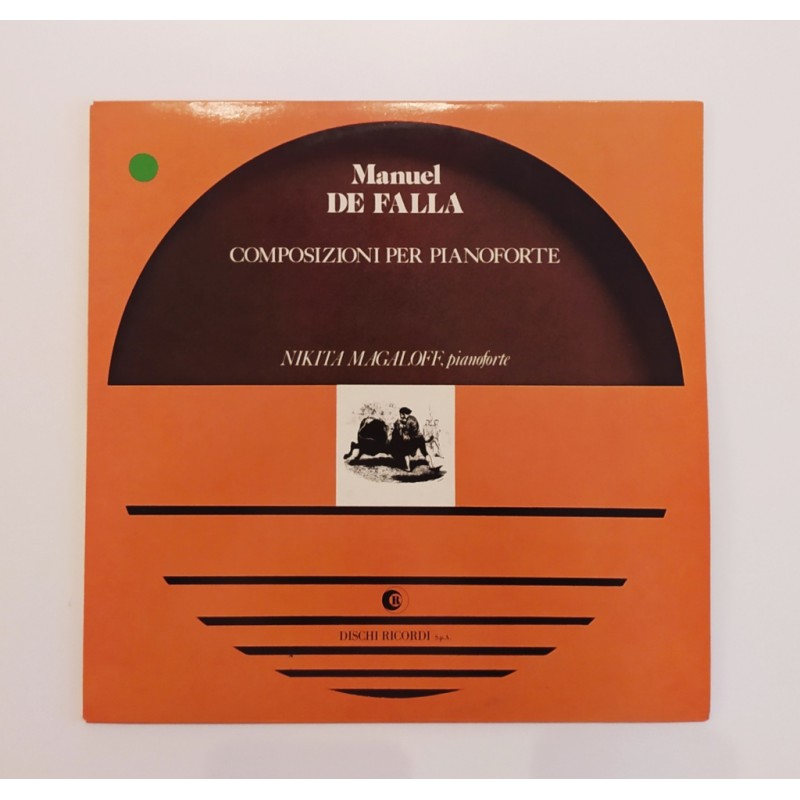 Manuel
DE FALLA
COMPOSIZIONI PER PIANOFORTE
NIKITA MAGALOFF, pianoforte
R
DISCHI RICORDI S.p.A.